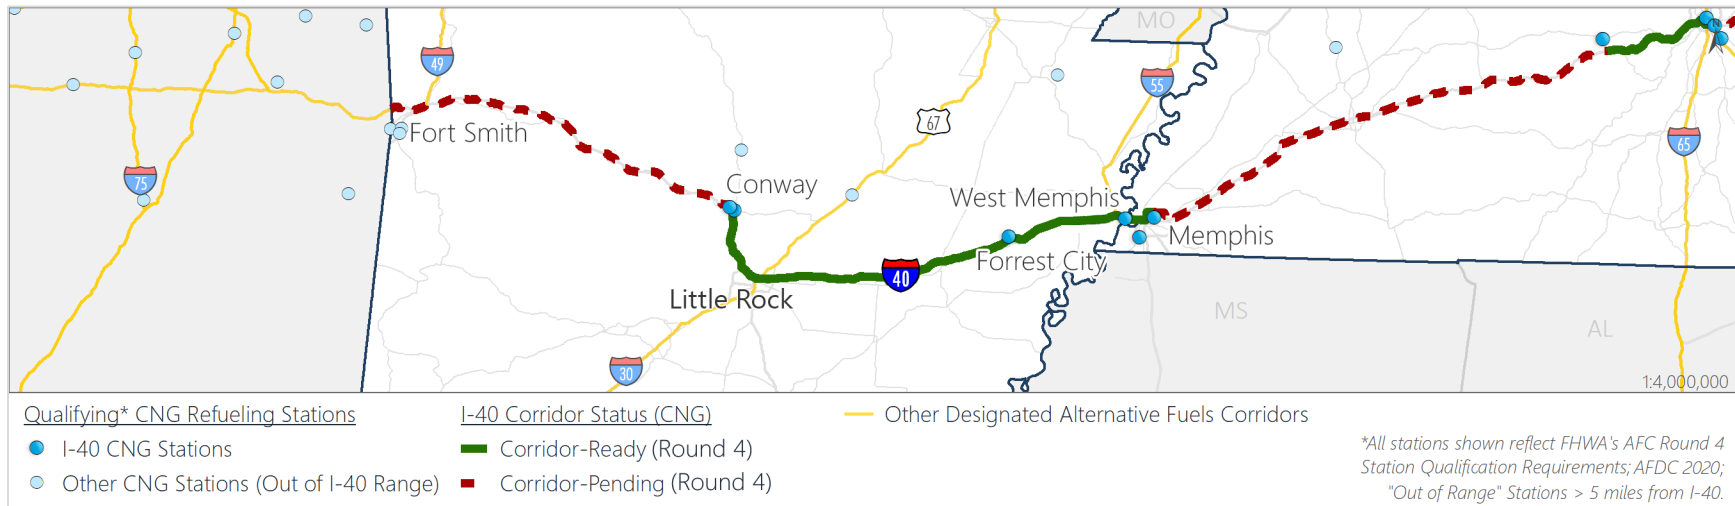 MO
49
55
67
Fort Smith
65
75
Conway
West Memphis
Memphis
Forrest City
40
Little Rock
MS
AL
30
1:4,000,000
Qualifying* CNG Refueling Stations
I-40 CNG Stations
Other CNG Stations (Out of I-40 Range)
I-40 Corridor Status (CNG)
Corridor-Ready (Round 4)
Corridor-Pending (Round 4)
Other Designated Alternative Fuels Corridors
*All stations shown reflect FHWA's AFC Round 4
Station Qualification Requirements; AFDC 2020;
"Out of Range" Stations > 5 miles from I-40.